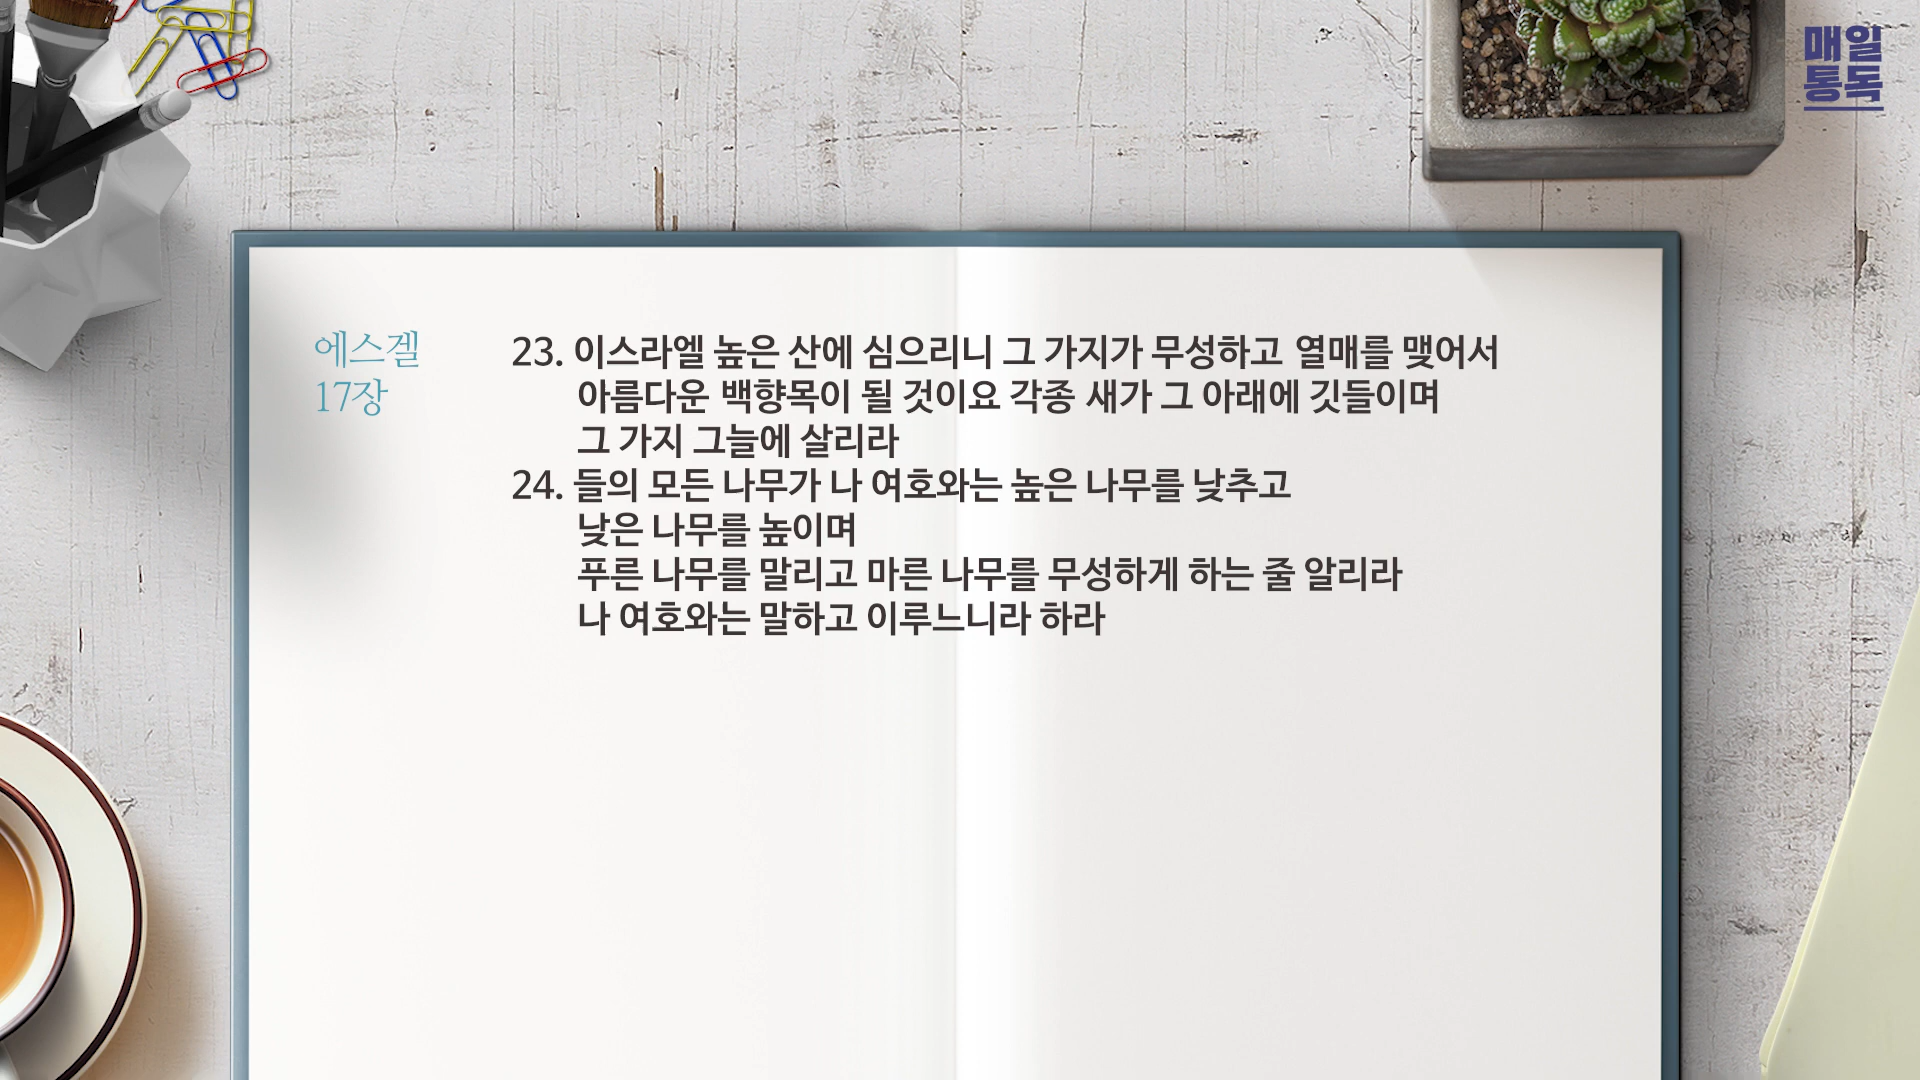 매일
통독
에스겔
17장
23. 이스라엘 높은 산에 심으리니 그 가지가 무성하고 열매를 맺어서
아름다운 백향목이 될 것이요 각종 새가 그 아래에 깃들이며
그 가지 그늘에 살리라
24. 들의 모든 나무가 나 여호와는 높은 나무를 낮추고
낮은 나무를 높이며
푸른 나무를 말리고 마른 나무를 무성하게 하는 줄 알리라
나 여호와는 말하고 이루느니라 하라